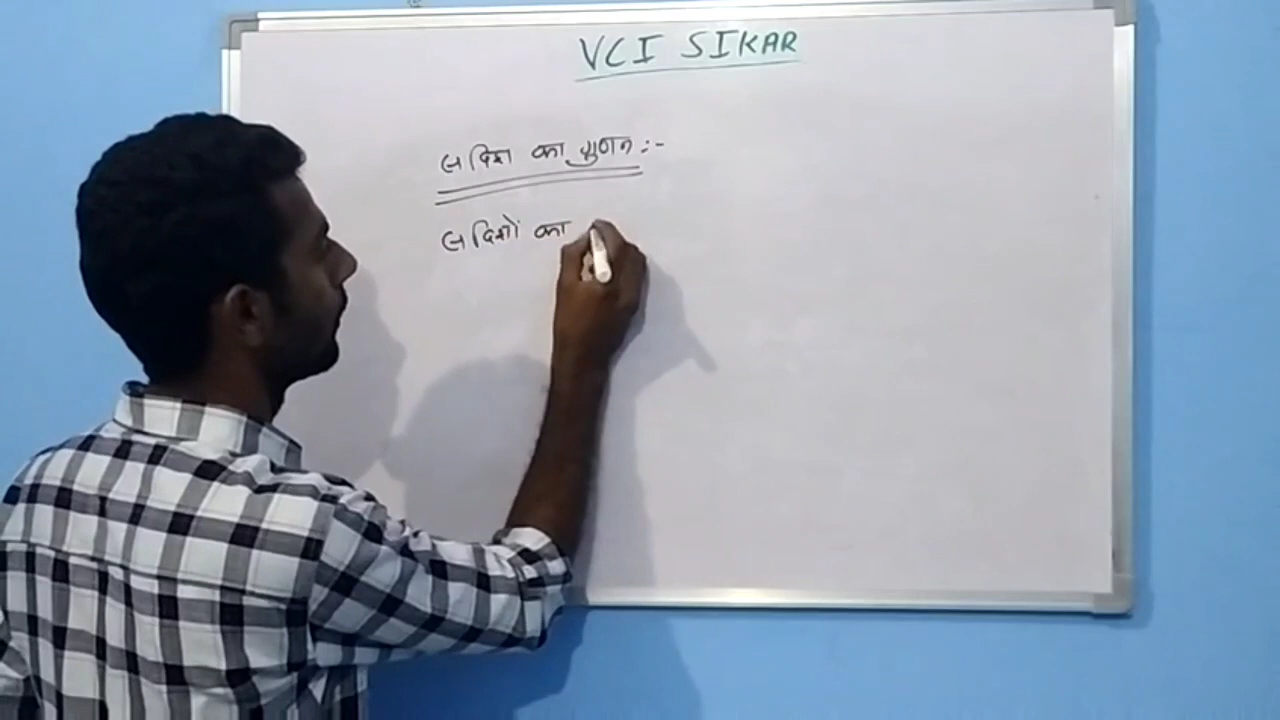 VCI SIKAR
सदिश का गुणन :-
सदिशों का